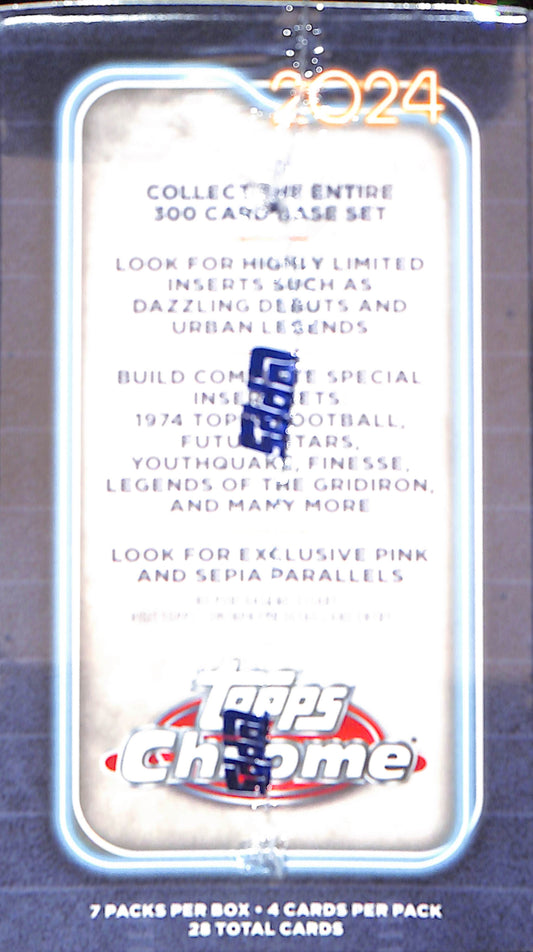 2024
COLLECT THE ENTIRE
300 CARD BASE SET
LOOK FOR HIGHLY LIMITED
INSERTS SUCH AS
DAZZLING DEBUTS AND
URBAN LEGENDS
BUILD COMPLETE SPECIAL
INSERT SETS
1974 TOPPS FOOTBALL,
FUTURE STARS,
YOUTHQUAKE, FINESSE,
LEGENDS OF THE GRIDIRON,
AND MANY MORE
LOOK FOR EXCLUSIVE PINK
AND SEPIA PARALLELS
Topps
Chrome
topps
topps
7 PACKS PER BOX • 4 CARDS PER PACK
28 TOTAL CARDS